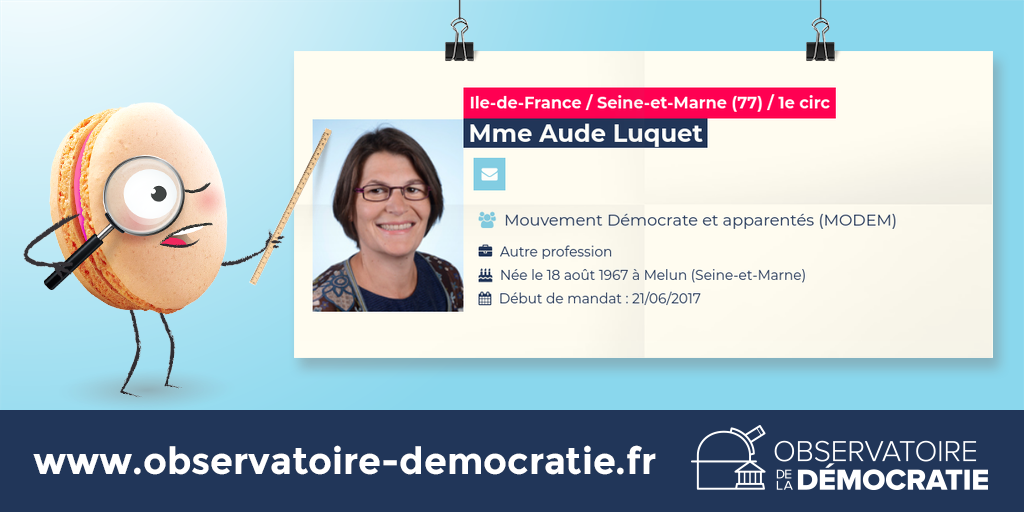 Ile-de-France / Seine-et-Marne (77) / 1e circ
Mme Aude Luquet
Mouvement Démocrate et apparentés (MODEM)
Autre profession
Née le 18 août 1967 à Melun (Seine-et-Marne)
Début de mandat : 21/06/2017
www.observatoire-democratie.fr
OBSERVATOIRE
DE LA DÉMOCRATIE